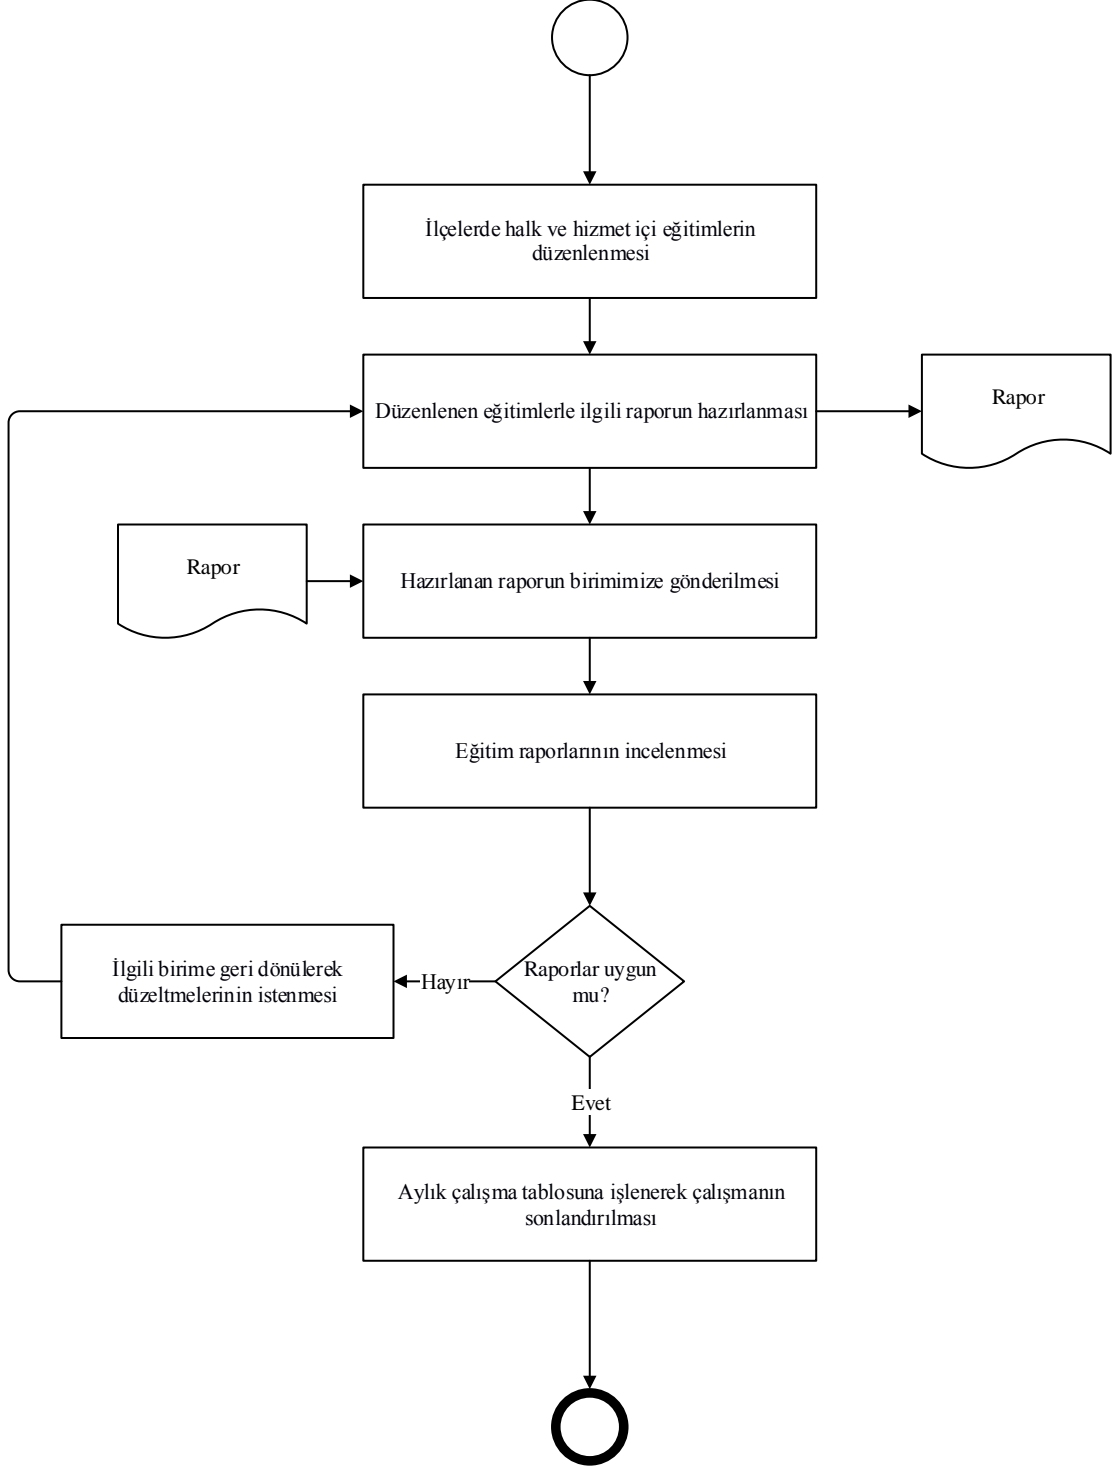 İlçelerde halk ve hizmet içi eğitimlerin
düzenlenmesi
Düzenlenen eğitimlerle ilgili raporun hazırlanması
Rapor
Rapor
Hazırlanan raporun birimimize gönderilmesi
Eğitim raporlarının incelenmesi
Raporlar uygun
mu?
Hayır
İlgili birime geri dönülerek
düzeltmelerinin istenmesi
Evet
Aylık çalışma tablosuna işlenerek çalışmanın
sonlandırılması